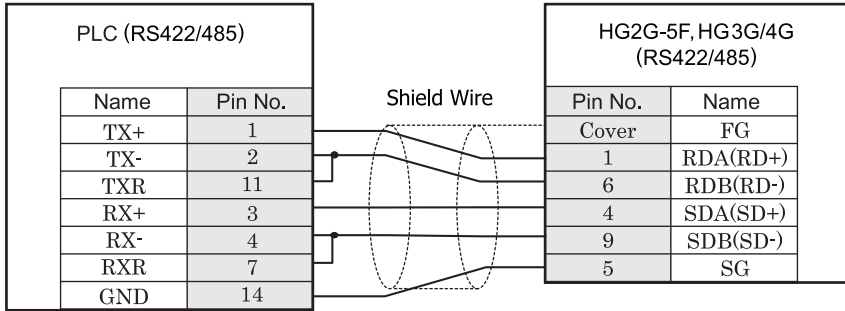 PLC (RS422/485)
HG2G-5F, HG3G/4G
(RS422/485)
Shield Wire
Name Pin No.
TX+ 1
TX- 2
TXR 11
RX+ 3
RX- 4
RXR 7
GND 14
Pin No. Name
Cover FG
1 RDA(RD+)
6 RDB(RD-)
4 SDA(SD+)
9 SDB(SD-)
5 SG